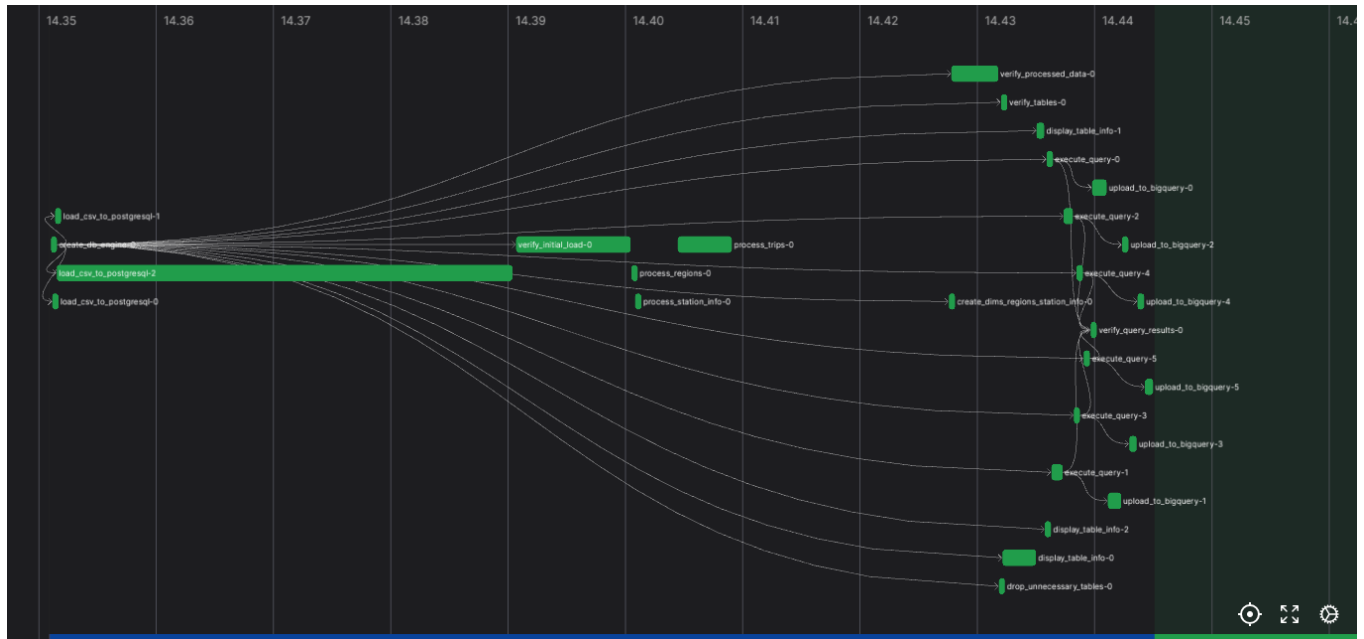 14.35 14.36 14.37 14.38 14.39 14.40 14.41 14.42 14.43 14.44 14.45 14.4
verify_processed_data-0
verify_tables-0
display_table_info-1
execute_query-0
upload_to_bigquery-0
load_csv_to_postgresql-1
execute_query-2
create_db_engine-0
verify_initial_load-0
process_trips-0
upload_to_bigquery-2
load_csv_to_postgresql-2
process_regions-0
execute_query-4
load_csv_to_postgresql-0
process_station_info-0
create_dims_regions_station_info-0
upload_to_bigquery-4
verify_query_results-0
execute_query-5
upload_to_bigquery-5
execute_query-3
upload_to_bigquery-3
execute_query-1
upload_to_bigquery-1
display_table_info-2
display_table_info-0
drop_unnecessary_tables-0